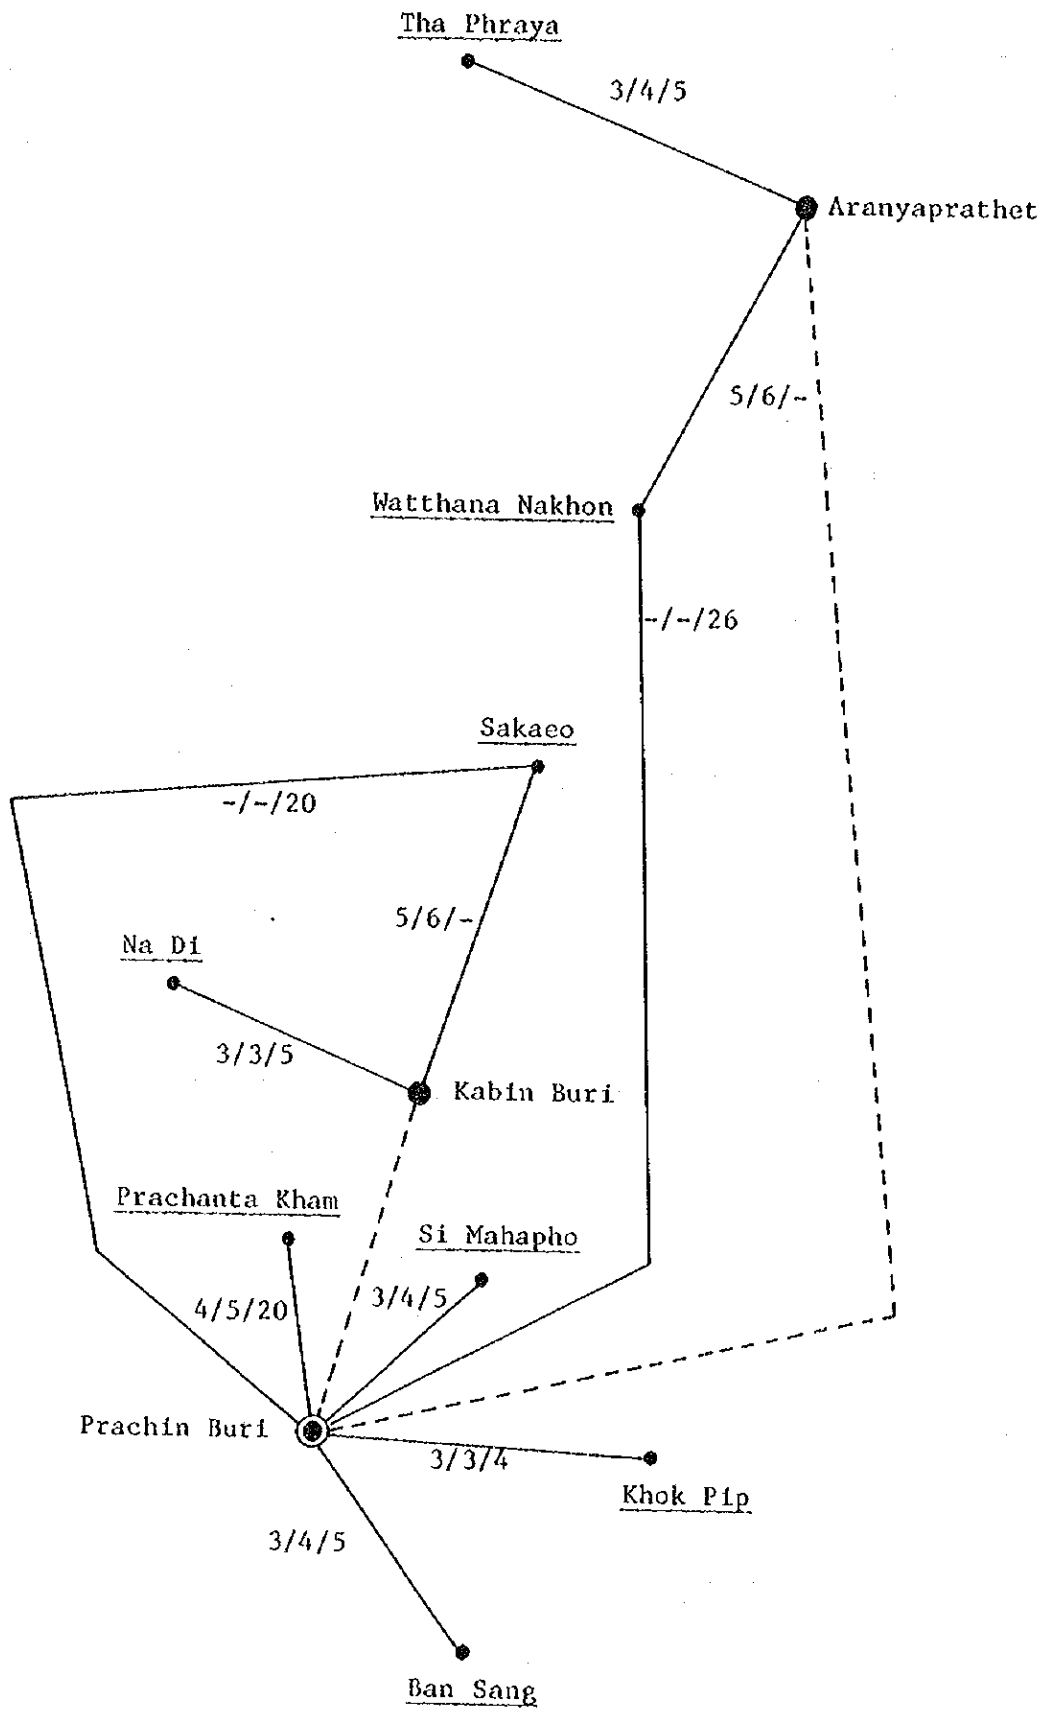 Tha Phraya
3/4/5
Aranyaprathet
5/6/-
Watthana Nakhon
-/-/26
Sakaeo
-/-/20
5/6/-
Na Di
3/3/5
Kabin Buri
Prachanta Kham
Si Mahapho
4/5/20
3/4/5
Prachin Buri
3/3/4
Khok Pip
3/4/5
Ban Sang